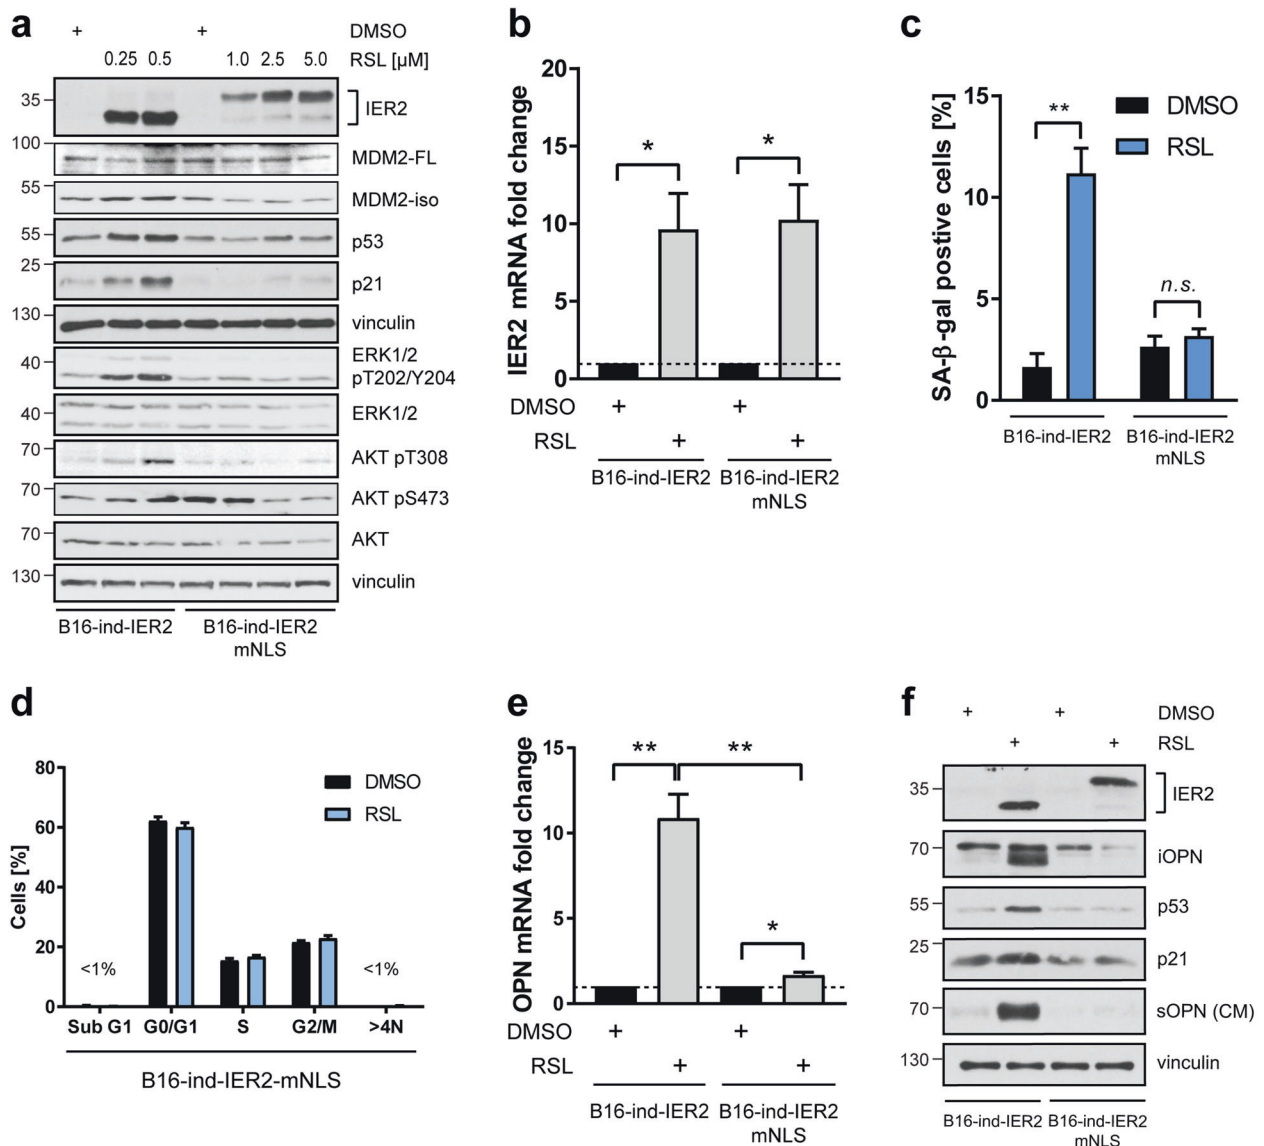 a
+ + DMSO
0.25 0.5 1.0 2.5 5.0 RSL [µM]
35 IER2
100 MDM2-FL
55 MDM2-iso
55 p53
25 p21
130 vinculin
40 ERK1/2
pT202/Y204
40 ERK1/2
70 AKT pT308
70 AKT pS473
70 AKT
130 vinculin
B16-ind-IER2 B16-ind-IER2
mNLS
b
IER2 mRNA fold change
20
15
10
5
0
* *
DMSO + +
RSL + +
B16-ind-IER2 B16-ind-IER2
mNLS
c
SA-β-gal postive cells [%]
15
10
5
0
**
n.s.
DMSO
RSL
B16-ind-IER2 B16-ind-IER2
mNLS
d
Cells [%]
80
60
40
20
0
DMSO
RSL
<1% <1%
Sub G1 G0/G1 S G2/M >4N
B16-ind-IER2-mNLS
e
OPN mRNA fold change
15
10
5
0
** **
*
DMSO + +
RSL + +
B16-ind-IER2 B16-ind-IER2
mNLS
f
+ + DMSO
+ + RSL
35 IER2
70 iOPN
55 p53
25 p21
70 sOPN (CM)
130 vinculin
B16-ind-IER2 B16-ind-IER2
mNLS